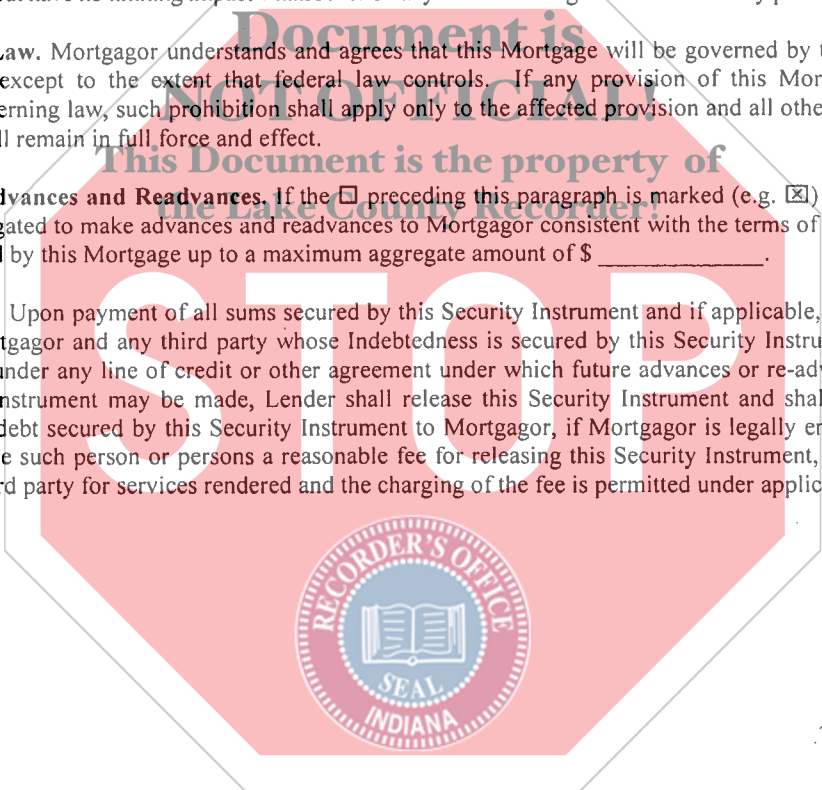 Document is
Law. Mortgagor understands and agrees that this Mortgage will be governed by
except to the extent that federal law controls. If any provision of this Mor
NOT OFFICIAL!
erning law, such prohibition shall apply only to the affected provision and all othe
ll remain in full force and effect.
This Document is the property of
dvances and Readvances. If the ☐ preceding this paragraph is marked (e.g. ☒)
the Lake County Recorder!
gated to make advances and readvances to Mortgagor consistent with the terms of
by this Mortgage up to a maximum aggregate amount of $ ______________.
STOP
Upon payment of all sums secured by this Security Instrument and if applicable,
tgagor and any third party whose Indebtedness is secured by this Security Instru
under any line of credit or other agreement under which future advances or re-ad
nstrument may be made, Lender shall release this Security Instrument and shal
debt secured by this Security Instrument to Mortgagor, if Mortgagor is legally e
e such person or persons a reasonable fee for releasing this Security Instrument,
rd party for services rendered and the charging of the fee is permitted under applic
RECORDER'S OFFICE
SEAL
INDIANA